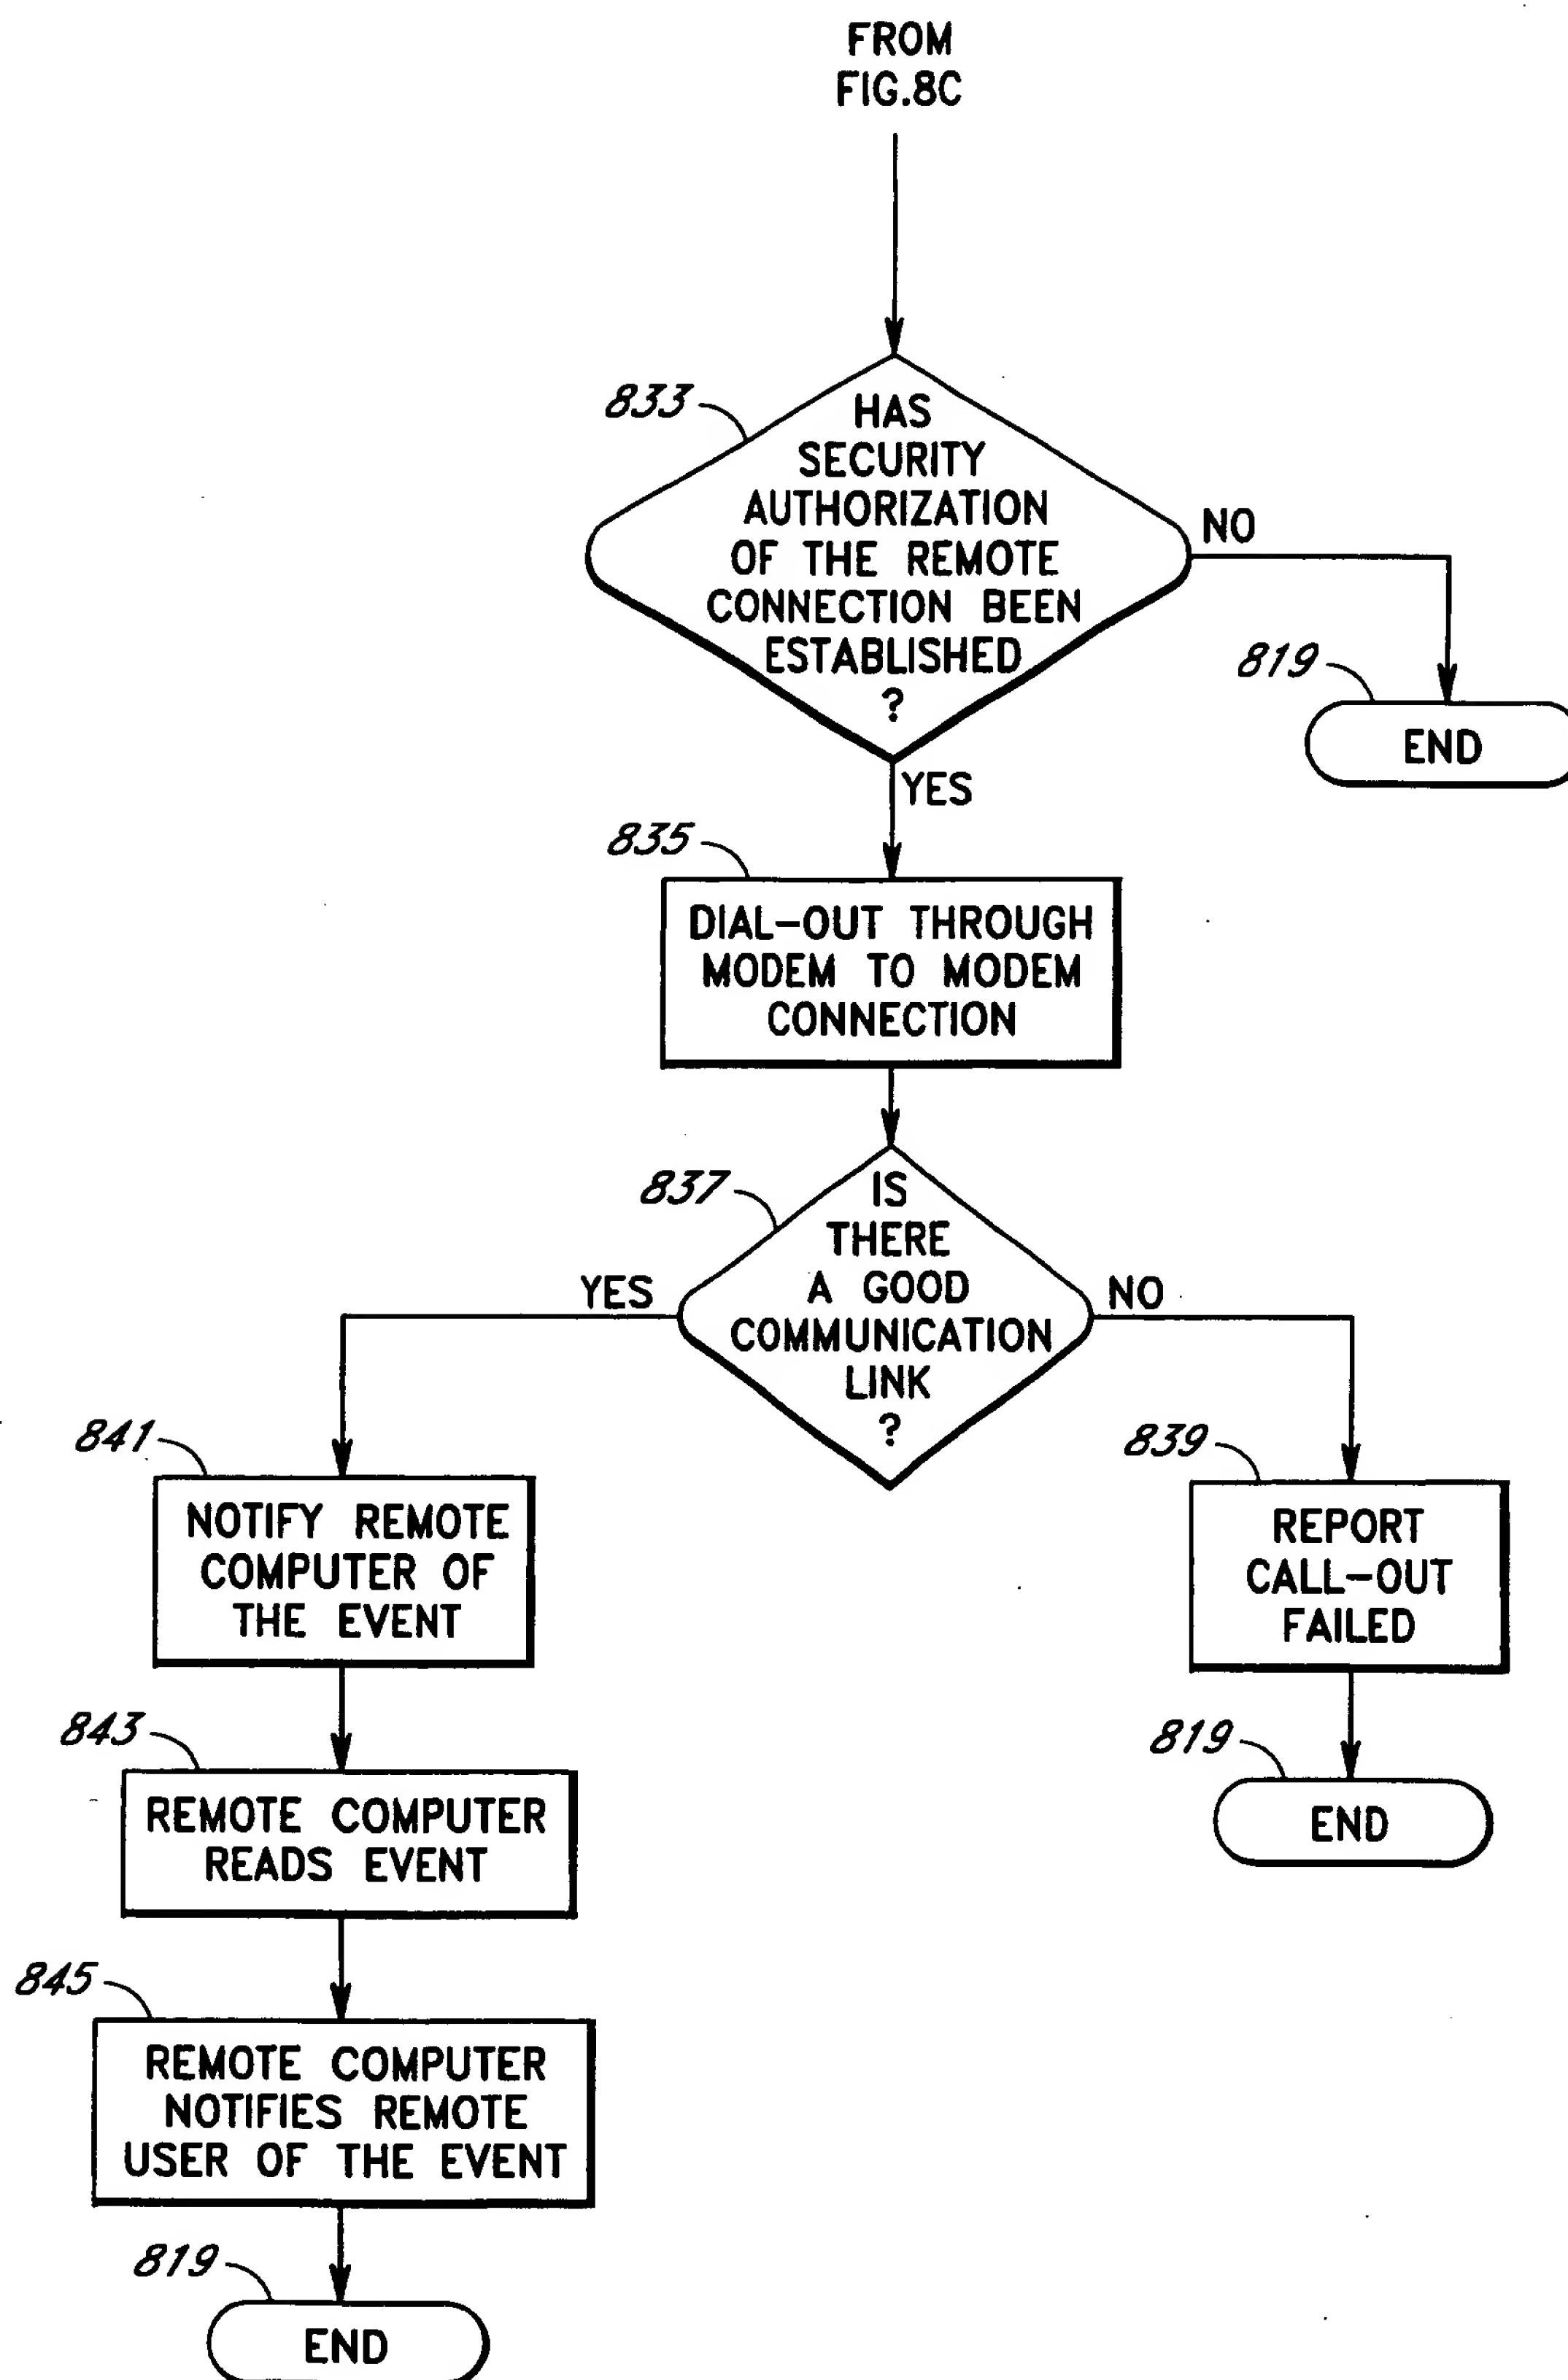 FROM
FIG.8C
833
HAS
SECURITY
AUTHORIZATION
OF THE REMOTE
CONNECTION BEEN
ESTABLISHED
?
NO
819
END
YES
835
DIAL-OUT THROUGH
MODEM TO MODEM
CONNECTION
837
IS
THERE
A GOOD
COMMUNICATION
LINK
?
YES
NO
841
NOTIFY REMOTE
COMPUTER OF
THE EVENT
839
REPORT
CALL-OUT
FAILED
843
REMOTE COMPUTER
READS EVENT
819
END
845
REMOTE COMPUTER
NOTIFIES REMOTE
USER OF THE EVENT
819
END